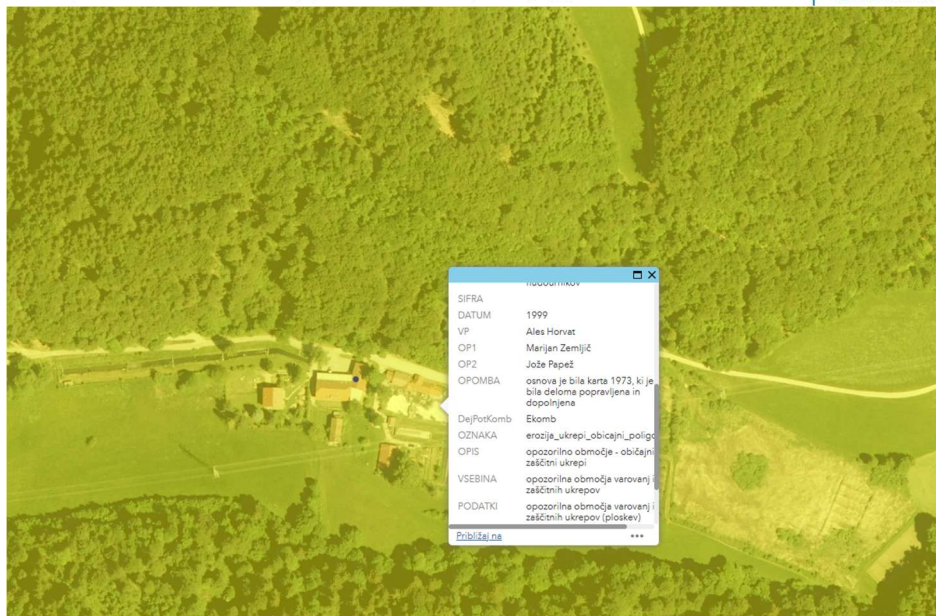 hudournikov
SIFRA
DATUM 1999
VP Ales Horvat
OP1 Marijan Zemljič
OP2 Jože Papež
OPOMBA osnova je bila karta 1973, ki je
bila deloma popravljena in
dopolnjena
DejPotKomb Ekomb
OZNAKA erozija_ukrepi_obicajni_poligo
OPIS opozorilno območje - običajni
zaščitni ukrepi
VSEBINA opozorilna območja varovanj i
zaščitnih ukrepov
PODATKI opozorilna območja varovanj i
zaščitnih ukrepov (ploskev)
Približaj na